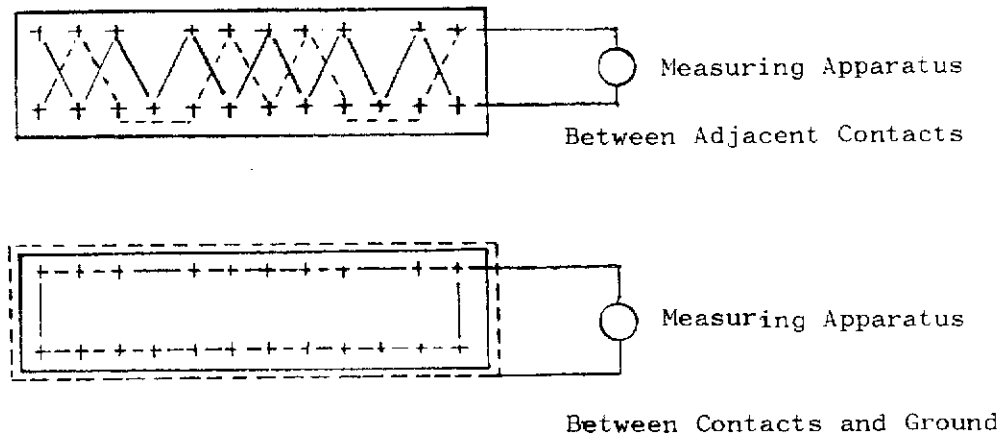 Measuring Apparatus
Between Adjacent Contacts
Measuring Apparatus
Between Contacts and Ground